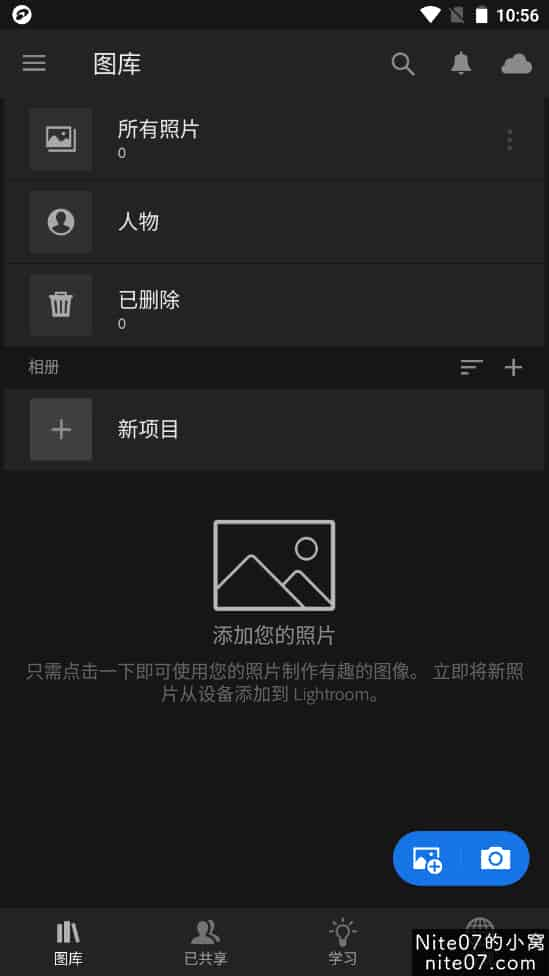 10:56
图库
所有照片
0
人物
已删除
0
相册
新项目
添加您的照片
只需点击一下即可使用您的照片制作有趣的图像。 立即将新照
片从设备添加到 Lightroom。
图库
已共享
学习
Nite07的小窝
nite07.com